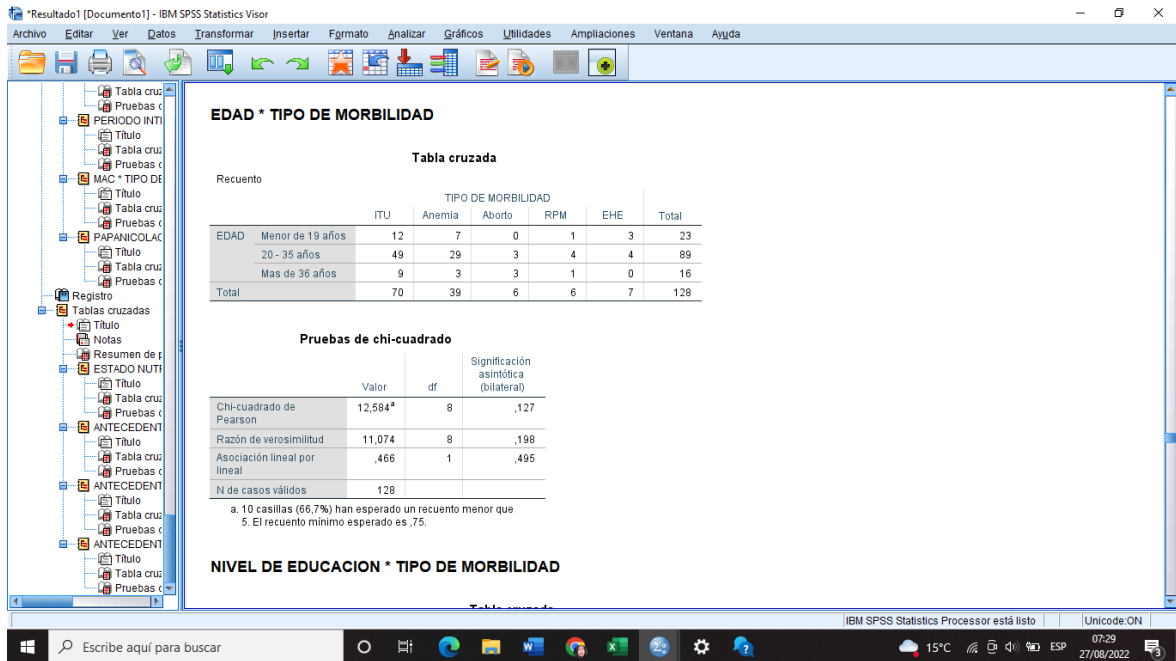 *Resultado1 [Documento1] - IBM SPSS Statistics Visor
Archivo Editar Ver Datos Transformar Insertar Formato Analizar Gráficos Utilidades Ampliaciones Ventana Ayuda
Tabla cruz
Pruebas c
PERIODO INTI
Título
Tabla cruz
Pruebas c
MAC * TIPO DE
Título
Tabla cruz
Pruebas c
PAPANICOLAC
Título
Tabla cruz
Pruebas c
Registro
Tablas cruzadas
Título
Notas
Resumen de p
ESTADO NUTF
Título
Tabla cruz
Pruebas c
ANTECEDENT
Título
Tabla cruz
Pruebas c
ANTECEDENT
Título
Tabla cruz
Pruebas c
ANTECEDENT
Título
Tabla cruz
Pruebas c
EDAD * TIPO DE MORBILIDAD
Tabla cruzada
Recuento
TIPO DE MORBILIDAD
ITU Anemia Aborto RPM EHE Total
EDAD Menor de 19 años 12 7 0 1 3 23
20 - 35 años 49 29 3 4 4 89
Mas de 36 años 9 3 3 1 0 16
Total 70 39 6 6 7 128
Pruebas de chi-cuadrado
Valor df Significación asintótica (bilateral)
Chi-cuadrado de Pearson 12,584a 8 ,127
Razón de verosimilitud 11,074 8 ,198
Asociación lineal por lineal ,466 1 ,495
N de casos válidos 128
a. 10 casillas (66,7%) han esperado un recuento menor que
5. El recuento mínimo esperado es ,75.
NIVEL DE EDUCACION * TIPO DE MORBILIDAD
Tabla cruzada
IBM SPSS Statistics Processor está listo Unicode:ON
Escribe aquí para buscar
15°C ESP 07:29
27/08/2022